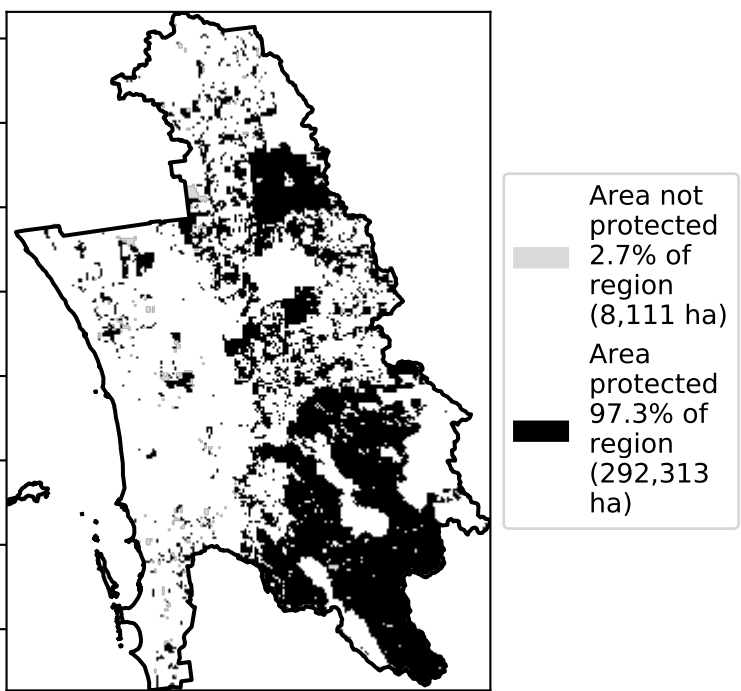 Area not
protected
2.7% of
region
(8,111 ha)
Area
protected
97.3% of
region
(292,313
ha)